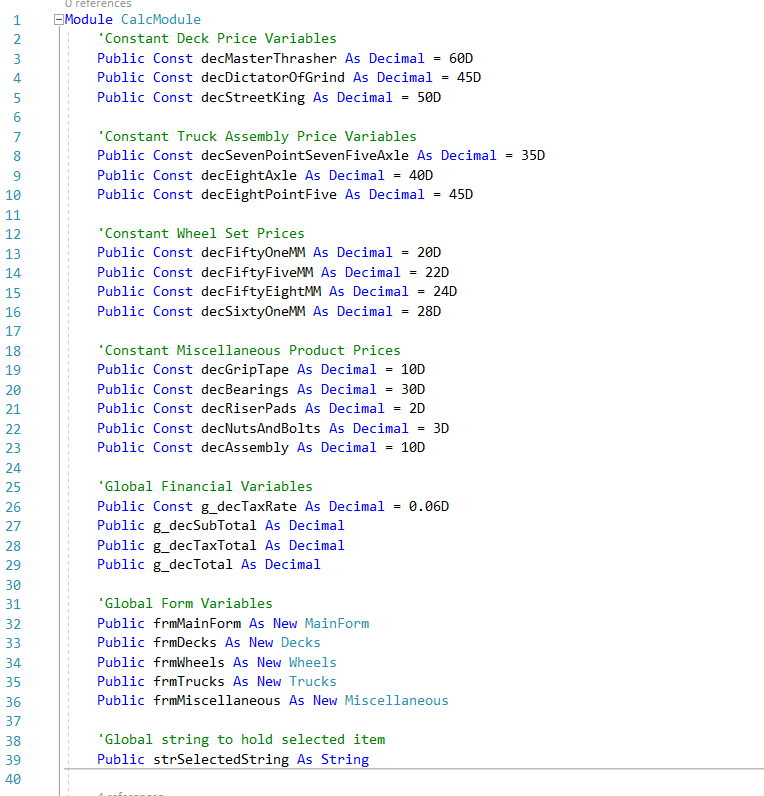 0 references
1 Module CalcModule
2 'Constant Deck Price Variables
3 Public Const decMasterThrasher As Decimal = 60D
4 Public Const decDictatorOfGrind As Decimal = 45D
5 Public Const decStreetKing As Decimal = 50D
6
7 'Constant Truck Assembly Price Variables
8 Public Const decSevenPointSevenFiveAxle As Decimal = 35D
9 Public Const decEightAxle As Decimal = 40D
10 Public Const decEightPointFive As Decimal = 45D
11
12 'Constant Wheel Set Prices
13 Public Const decFiftyOneMM As Decimal = 20D
14 Public Const decFiftyFiveMM As Decimal = 22D
15 Public Const decFiftyEightMM As Decimal = 24D
16 Public Const decSixtyOneMM As Decimal = 28D
17
18 'Constant Miscellaneous Product Prices
19 Public Const decGripTape As Decimal = 10D
20 Public Const decBearings As Decimal = 30D
21 Public Const decRiserPads As Decimal = 2D
22 Public Const decNutsAndBolts As Decimal = 3D
23 Public Const decAssembly As Decimal = 10D
24
25 'Global Financial Variables
26 Public Const g_decTaxRate As Decimal = 0.06D
27 Public g_decSubTotal As Decimal
28 Public g_decTaxTotal As Decimal
29 Public g_decTotal As Decimal
30
31 'Global Form Variables
32 Public frmMainForm As New MainForm
33 Public frmDecks As New Decks
34 Public frmWheels As New Wheels
35 Public frmTrucks As New Trucks
36 Public frmMiscellaneous As New Miscellaneous
37
38 'Global string to hold selected item
39 Public strSelectedString As String
40